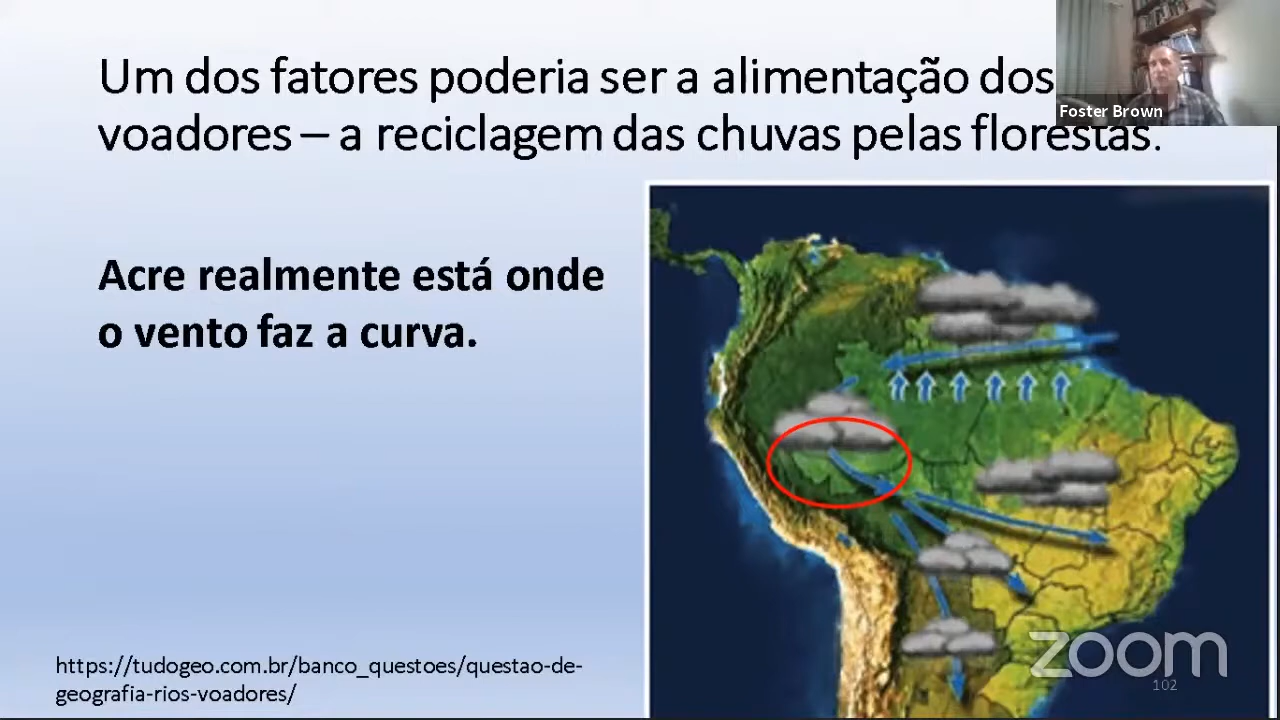 Um dos fatores poderia ser a alimentação dos
voadores – a reciclagem das chuvas pelas florestas.
Foster Brown
Acre realmente está onde
o vento faz a curva.
https://tudogeo.com.br/banco_questoes/questao-de-
geografia-rios-voadores/
zoom
102